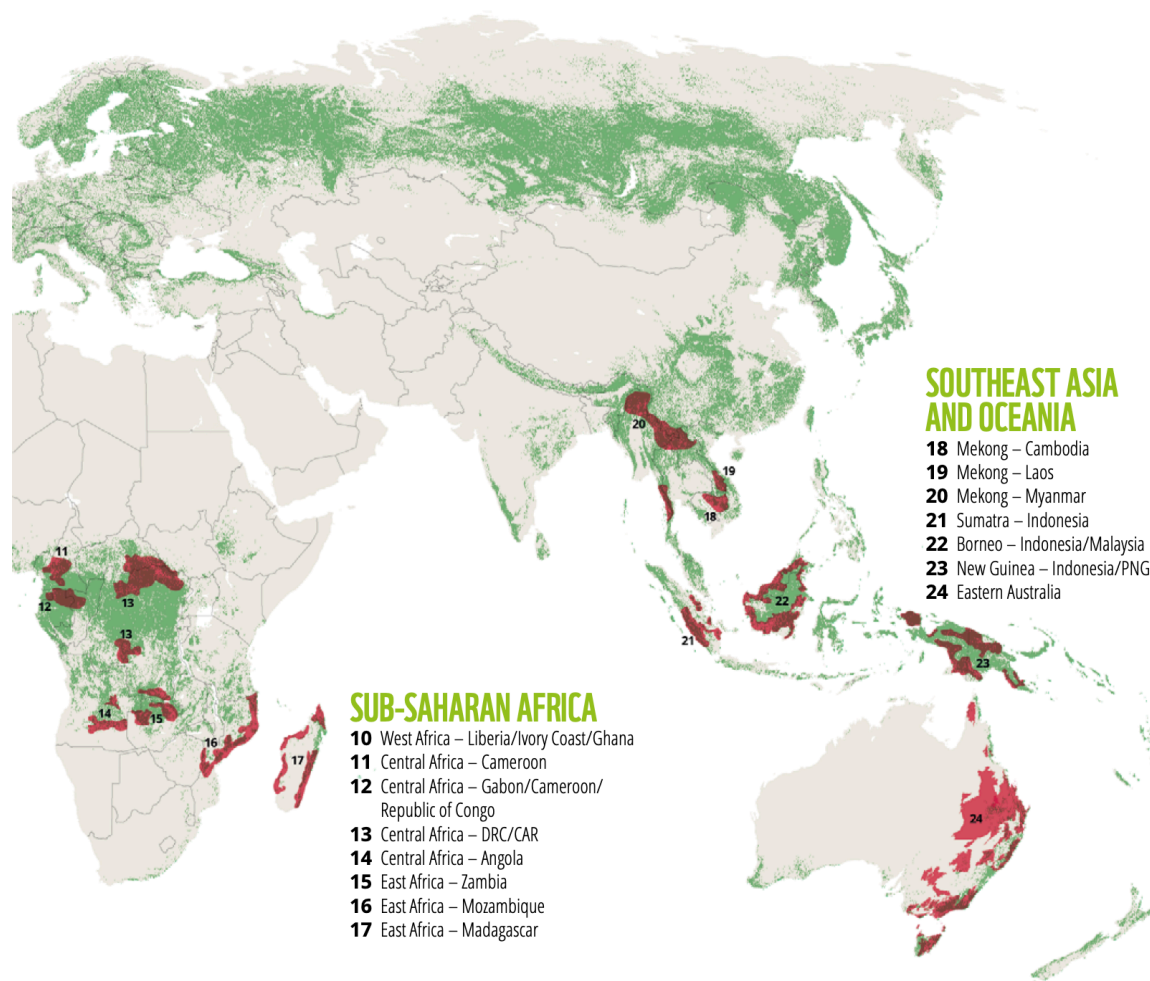 SOUTHEAST ASIA
AND OCEANIA
18 Mekong – Cambodia
19 Mekong – Laos
20 Mekong – Myanmar
21 Sumatra – Indonesia
22 Borneo – Indonesia/Malaysia
23 New Guinea – Indonesia/PNG
24 Eastern Australia
20
19
18
11
12
13
22
21
13
23
14
15
16
17
24
SUB-SAHARAN AFRICA
10 West Africa – Liberia/Ivory Coast/Ghana
11 Central Africa – Cameroon
12 Central Africa – Gabon/Cameroon/
Republic of Congo
13 Central Africa – DRC/CAR
14 Central Africa – Angola
15 East Africa – Zambia
16 East Africa – Mozambique
17 East Africa – Madagascar